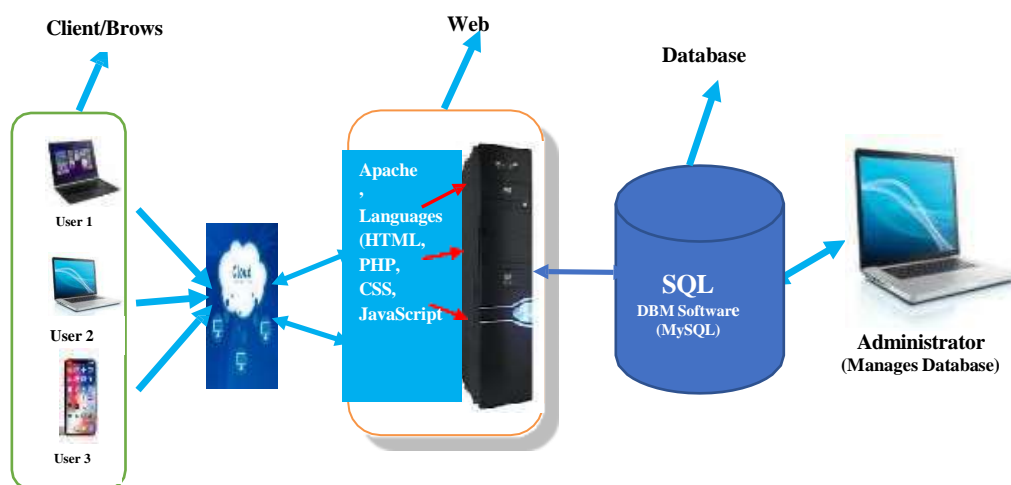 Client/Brows
Web
Database
User 1
User 2
User 3
Cloud
Apache
,
Languages
(HTML,
PHP,
CSS,
JavaScript
SQL
DBM Software
(MySQL)
Administrator
(Manages Database)